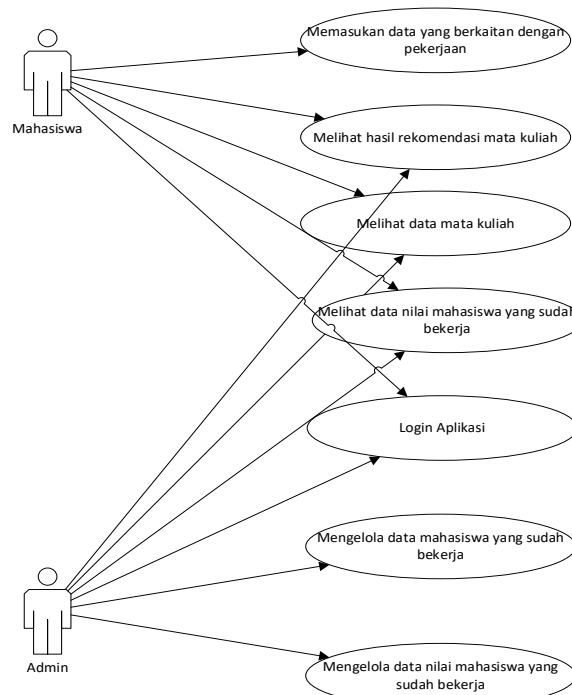 Memasukan data yang berkaitan dengan
pekerjaan
Mahasiswa
Melihat hasil rekomendasi mata kuliah
Melihat data mata kuliah
Melihat data nilai mahasiswa yang sudah
bekerja
Login Aplikasi
Mengelola data mahasiswa yang sudah
bekerja
Admin
Mengelola data nilai mahasiswa yang
sudah bekerja